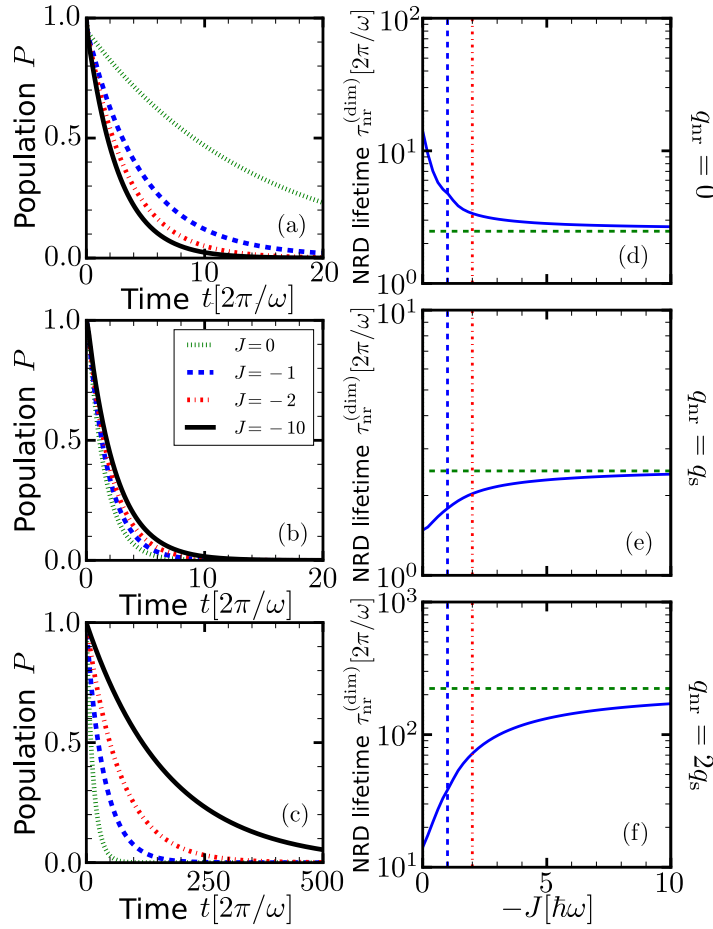 1.0
0.5
0.0
0
10
20
Population P
Time t[2π/ω]
(a)
10²
10¹
10⁰
NRD lifetime τ_nr^(dim)[2π/ω]
(d)
q_nr = 0
1.0
0.5
0.0
0
10
20
Population P
Time t[2π/ω]
J = 0
J = −1
J = −2
J = −10
(b)
10¹
10⁰
NRD lifetime τ_nr^(dim)[2π/ω]
(e)
q_nr = q_s
1.0
0.5
0.0
0
250
500
Population P
Time t[2π/ω]
(c)
10³
10²
10¹
NRD lifetime τ_nr^(dim)[2π/ω]
(f)
0
5
10
−J[ħω]
q_nr = 2q_s